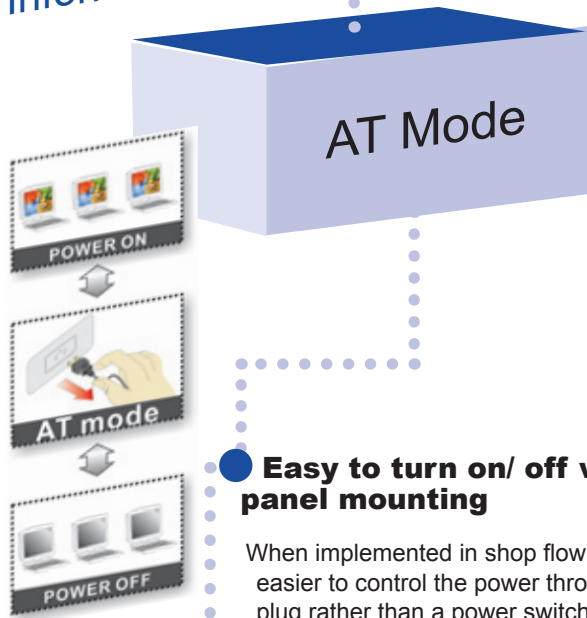 AT Mode
POWER ON
AT mode
POWER OFF
Easy to turn on/ off
panel mounting
When implemented in shop flow
easier to control the power
plug rather than a power switch